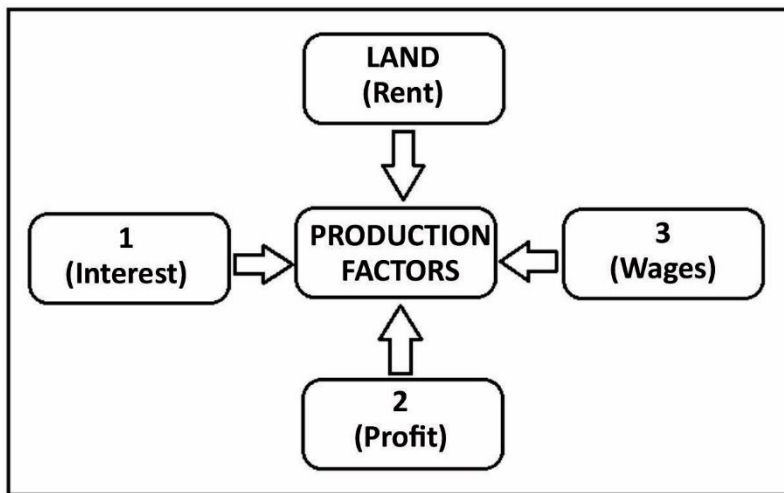 LAND
(Rent)
1
(Interest)
PRODUCTION
FACTORS
3
(Wages)
2
(Profit)